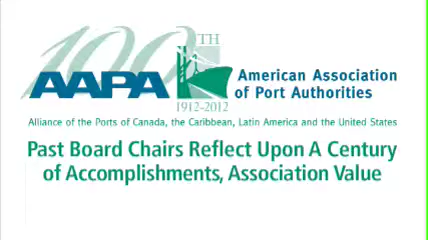 100TH
AAPA
American Association
of Port Authorities
1912-2012
Alliance of the Ports of Canada, the Caribbean, Latin America and the United States
Past Board Chairs Reflect Upon A Century
of Accomplishments, Association Value